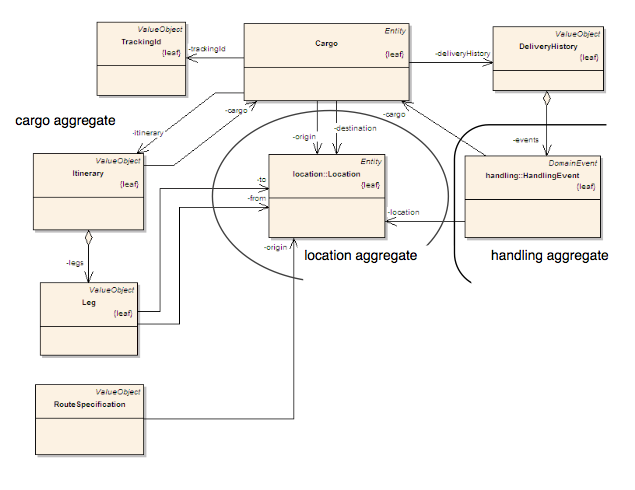 ValueObject
TrackingId
{leaf}
Entity
Cargo
{leaf}
ValueObject
DeliveryHistory
{leaf}
-trackingId
-deliveryHistory
cargo aggregate
-itinerary
-cargo
-origin
-destination
-cargo
-events
ValueObject
Itinerary
{leaf}
Entity
location::Location
{leaf}
DomainEvent
handling::HandlingEvent
{leaf}
-to
-from
-location
-origin
location aggregate
handling aggregate
-legs
ValueObject
Leg
{leaf}
ValueObject
RouteSpecification